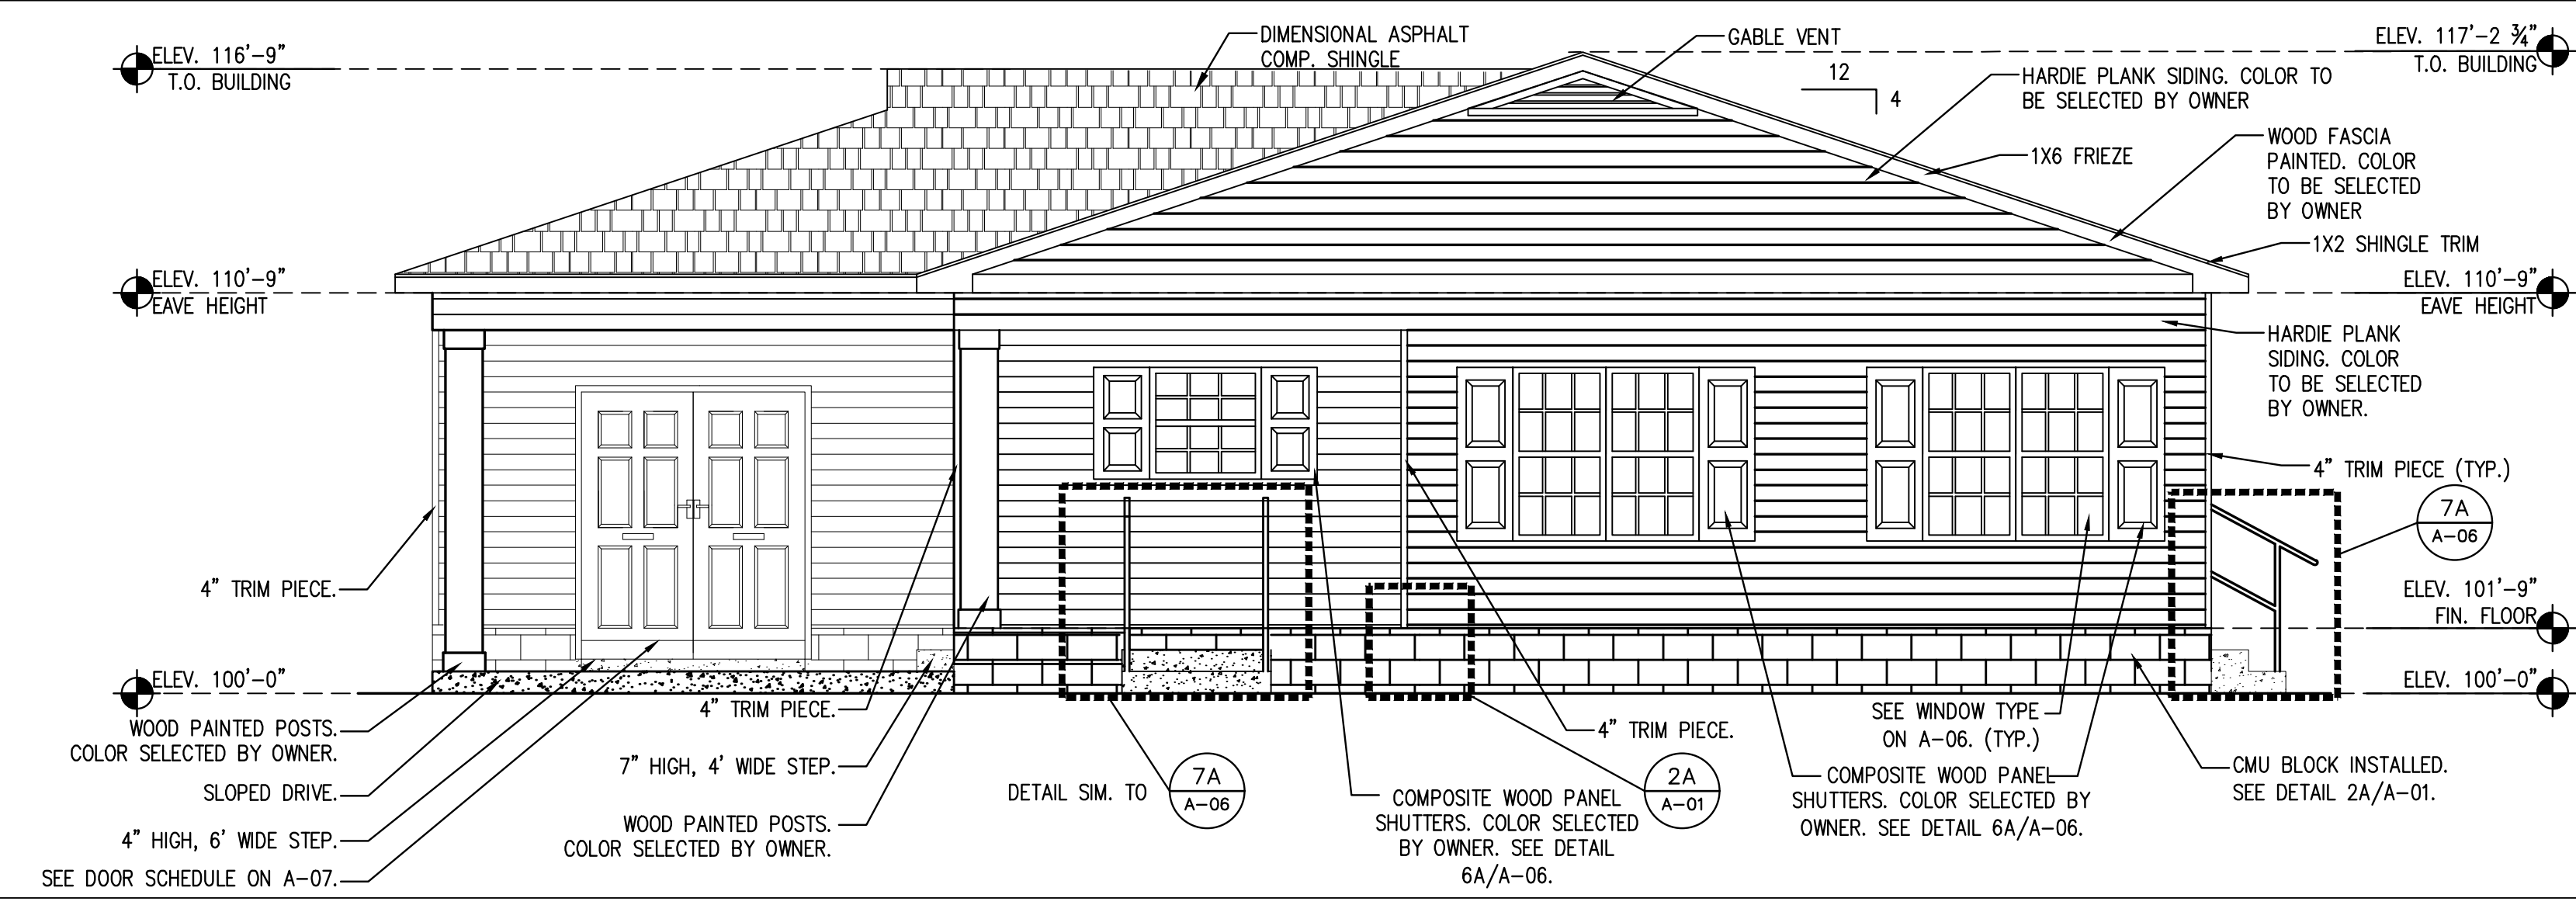 ELEV. 116'-9"
T.O. BUILDING
DIMENSIONAL ASPHALT
COMP. SHINGLE
GABLE VENT
12
4
ELEV. 117'-2 ¾"
T.O. BUILDING
HARDIE PLANK SIDING. COLOR TO
BE SELECTED BY OWNER
1X6 FRIEZE
WOOD FASCIA
PAINTED. COLOR
TO BE SELECTED
BY OWNER
1X2 SHINGLE TRIM
ELEV. 110'-9"
EAVE HEIGHT
ELEV. 110'-9"
EAVE HEIGHT
HARDIE PLANK
SIDING. COLOR
TO BE SELECTED
BY OWNER.
4" TRIM PIECE (TYP.)
7A
A-06
4" TRIM PIECE.
ELEV. 101'-9"
FIN. FLOOR
ELEV. 100'-0"
ELEV. 100'-0"
WOOD PAINTED POSTS.
COLOR SELECTED BY OWNER.
SLOPED DRIVE.
4" HIGH, 6' WIDE STEP.
SEE DOOR SCHEDULE ON A-07.
4" TRIM PIECE.
7" HIGH, 4' WIDE STEP.
WOOD PAINTED POSTS.
COLOR SELECTED BY OWNER.
DETAIL SIM. TO
7A
A-06
COMPOSITE WOOD PANEL
SHUTTERS. COLOR SELECTED
BY OWNER. SEE DETAIL
6A/A-06.
4" TRIM PIECE.
2A
A-01
SEE WINDOW TYPE
ON A-06. (TYP.)
COMPOSITE WOOD PANEL
SHUTTERS. COLOR SELECTED BY
OWNER. SEE DETAIL 6A/A-06.
CMU BLOCK INSTALLED.
SEE DETAIL 2A/A-01.